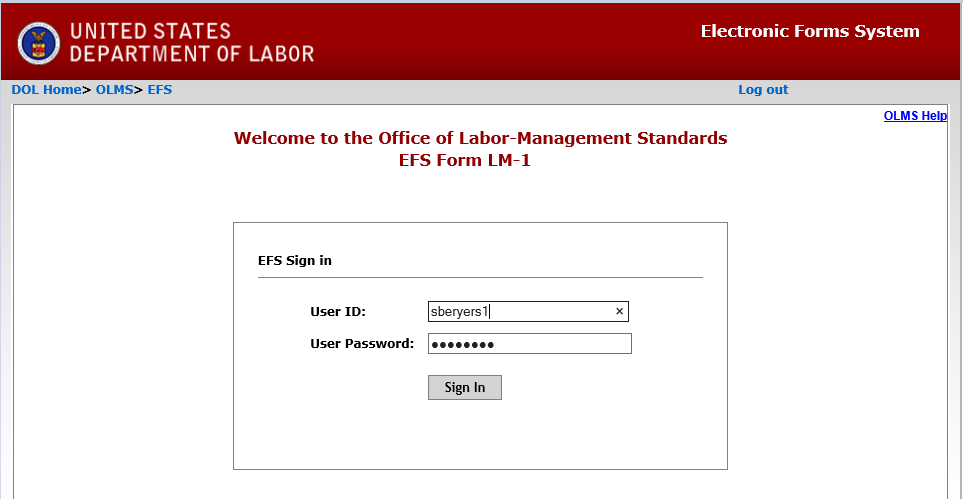 UNITED STATES
DEPARTMENT OF LABOR
Electronic Forms System
DOL Home> OLMS> EFS
Log out
OLMS Help
Welcome to the Office of Labor-Management Standards
EFS Form LM-1
EFS Sign in
User ID: sberyers1 ×
User Password: ●●●●●●●●
Sign In